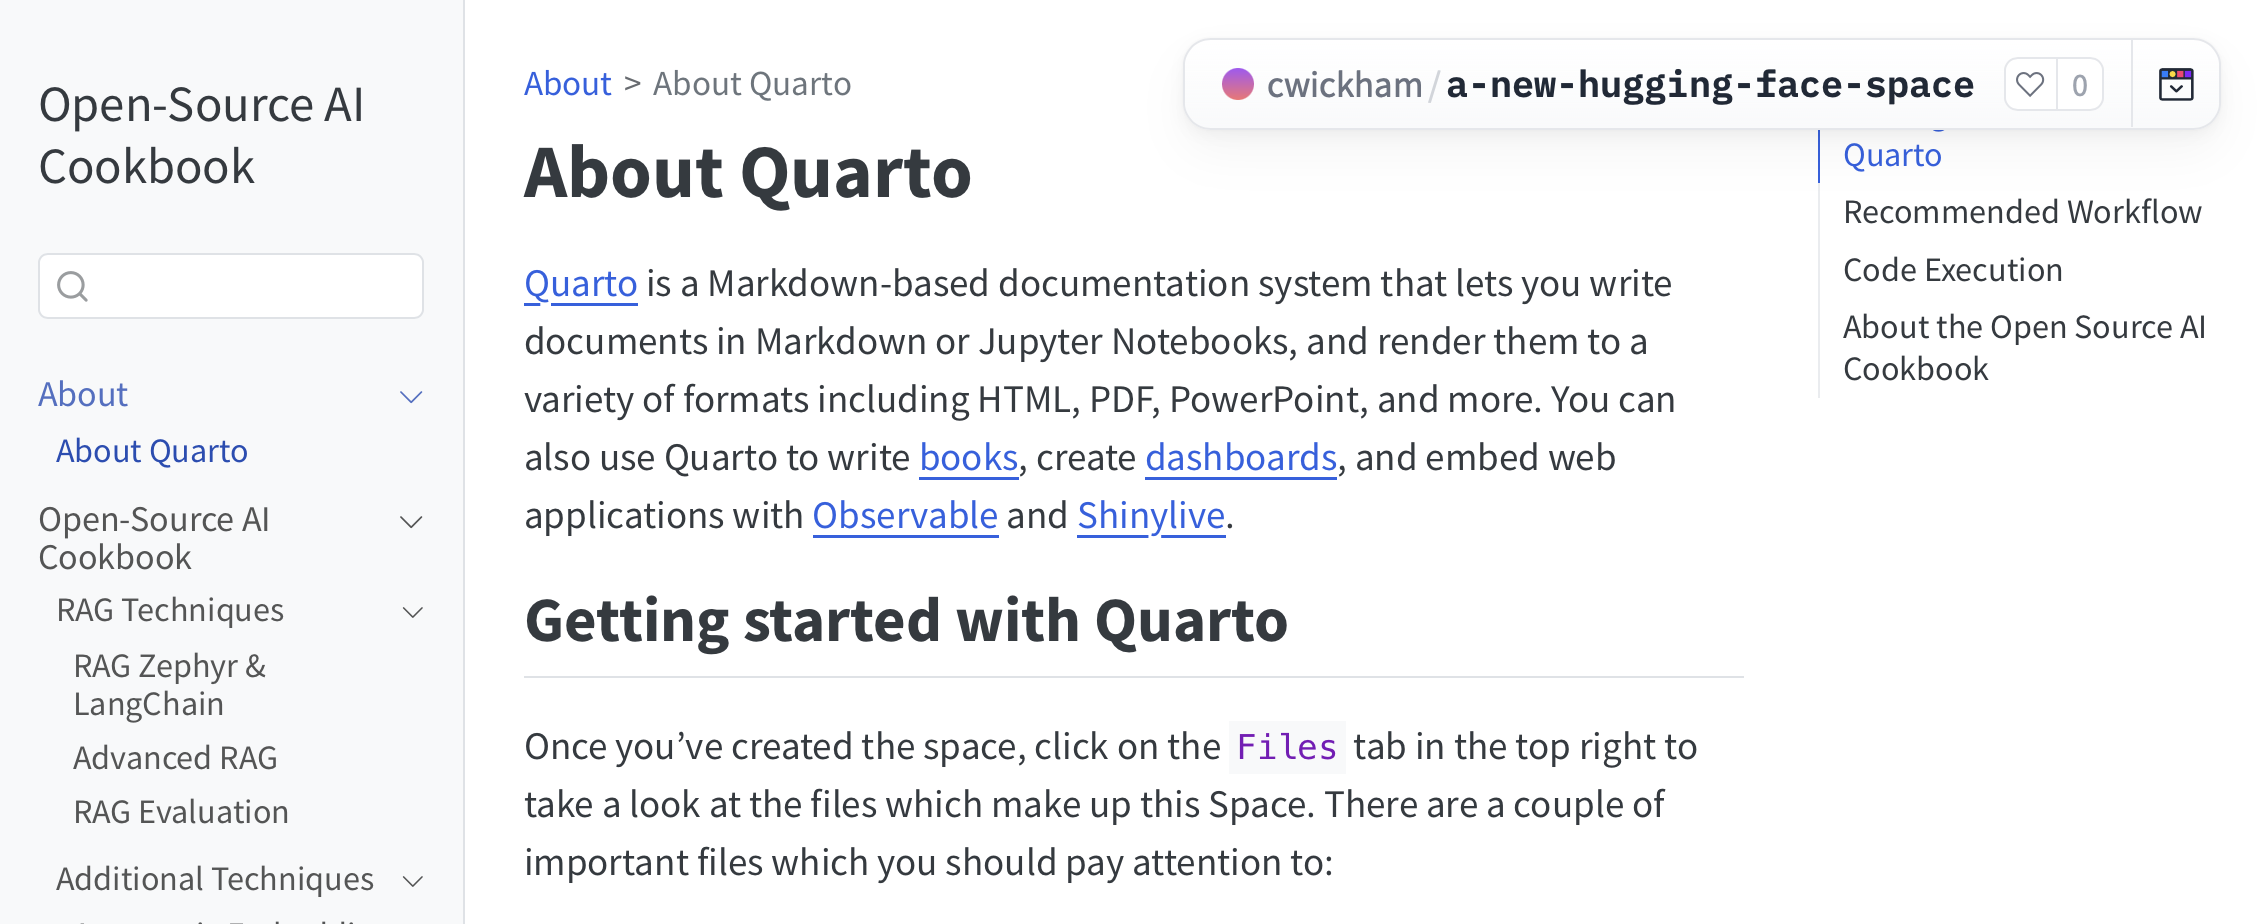 Open-Source AI
Cookbook
About
About Quarto
Open-Source AI
Cookbook
RAG Techniques
RAG Zephyr &
LangChain
Advanced RAG
RAG Evaluation
Additional Techniques
About > About Quarto
About Quarto
Quarto is a Markdown-based documentation system that lets you write
documents in Markdown or Jupyter Notebooks, and render them to a
variety of formats including HTML, PDF, PowerPoint, and more. You can
also use Quarto to write books, create dashboards, and embed web
applications with Observable and Shinylive.
Getting started with Quarto
Once you’ve created the space, click on the Files tab in the top right to
take a look at the files which make up this Space. There are a couple of
important files which you should pay attention to:
cwickham/a-new-hugging-face-space
0
Quarto
Recommended Workflow
Code Execution
About the Open Source AI
Cookbook